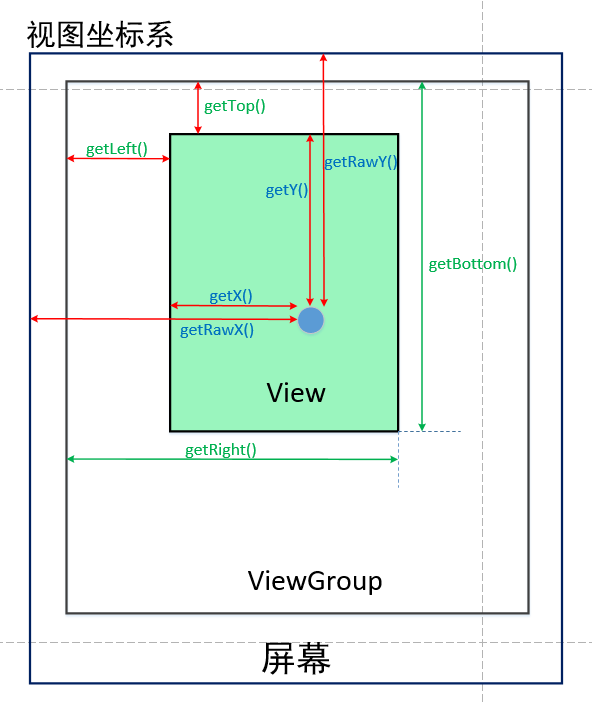 视图坐标系
getTop()
getLeft()
getRawY()
getY()
getBottom()
getX()
getRawX()
View
getRight()
ViewGroup
屏幕